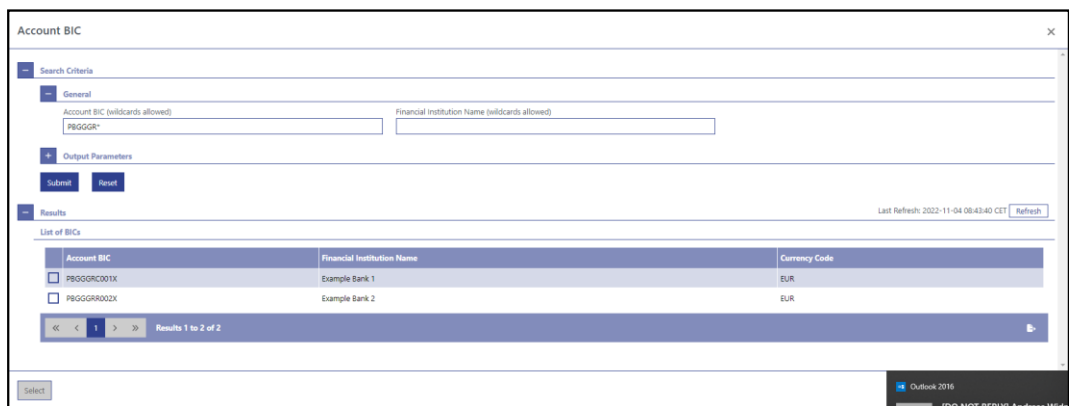 Account BIC ×
− Search Criteria
− General
Account BIC (wildcards allowed) Financial Institution Name (wildcards allowed)
PBGGGR*
+ Output Parameters
Submit Reset
− Results Last Refresh: 2022-11-04 08:43:40 CET Refresh
List of BICs
Account BIC Financial Institution Name Currency Code
PBGGGRC001X Example Bank 1 EUR
PBGGGRR002X Example Bank 2 EUR
« < 1 > » Results 1 to 2 of 2
Select
Outlook 2016
[DO NOT REPLY] Andreas